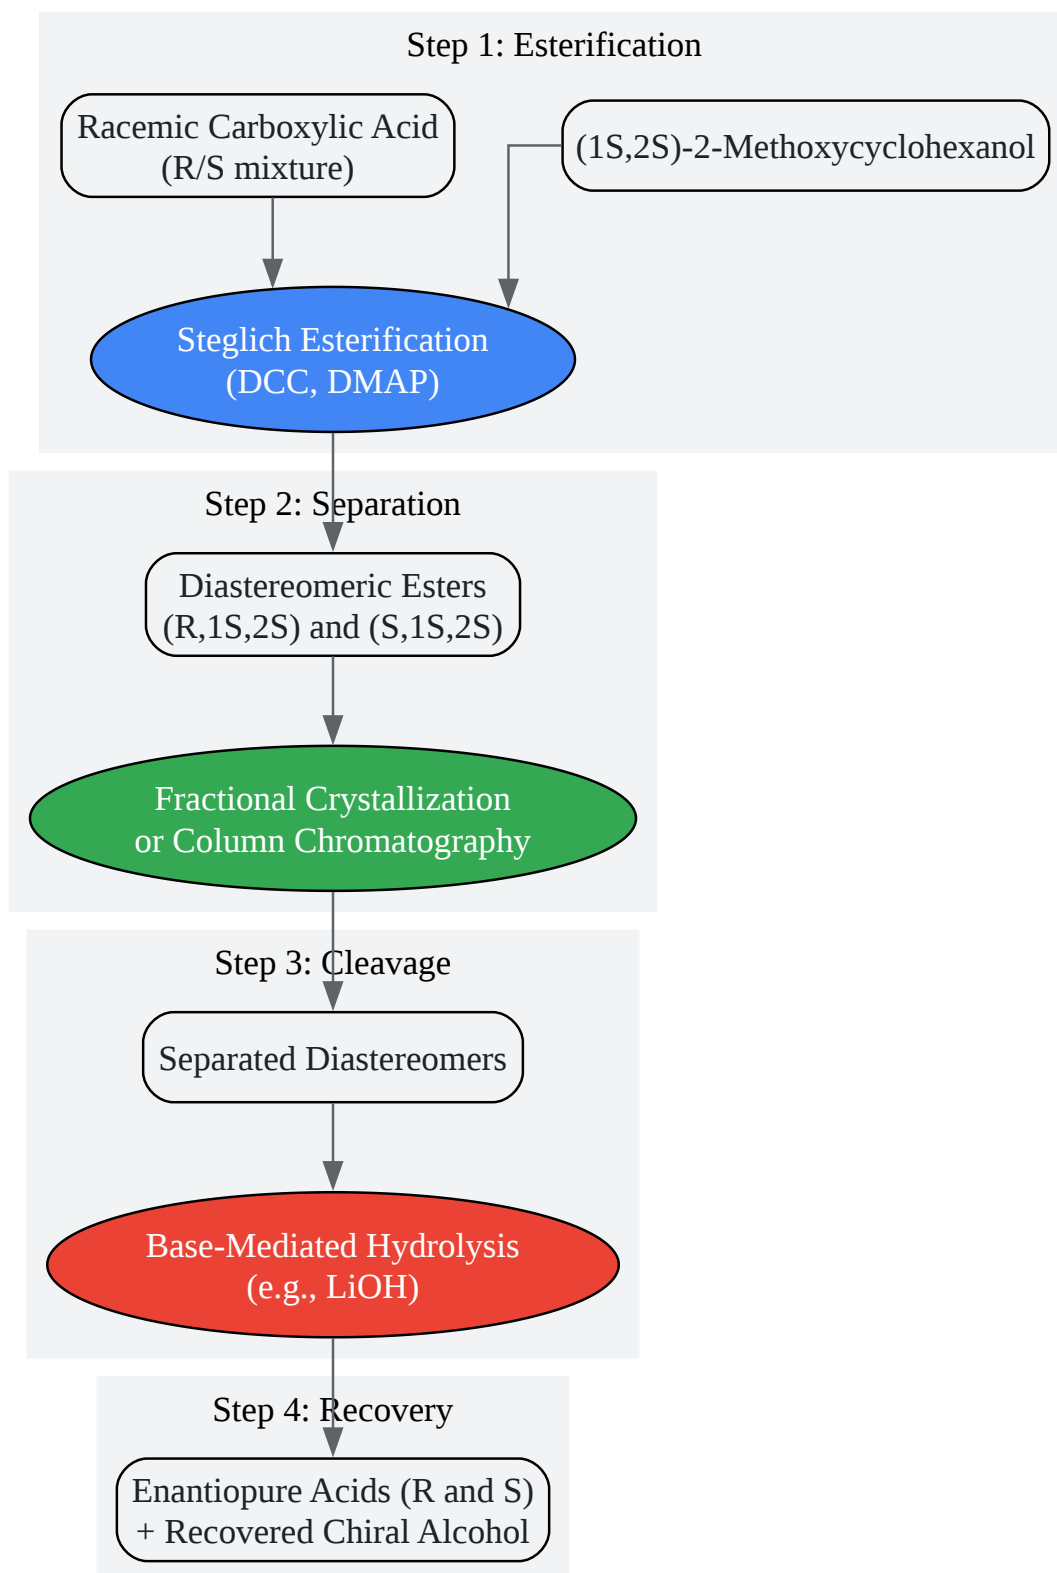 Step 1: Esterification
Racemic Carboxylic Acid
(R/S mixture)
(1S,2S)-2-Methoxycyclohexanol
Steglich Esterification
(DCC, DMAP)
Step 2: Separation
Diastereomeric Esters
(R,1S,2S) and (S,1S,2S)
Fractional Crystallization
or Column Chromatography
Step 3: Cleavage
Separated Diastereomers
Base-Mediated Hydrolysis
(e.g., LiOH)
Step 4: Recovery
Enantiopure Acids (R and S)
+ Recovered Chiral Alcohol